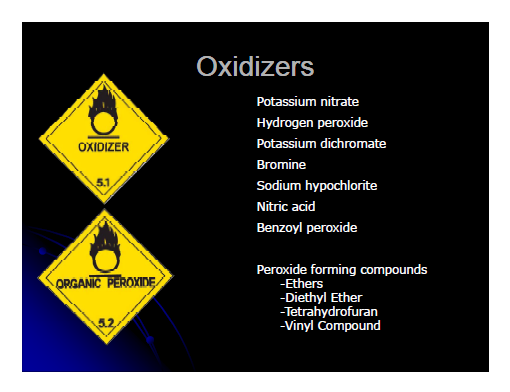 Oxidizers
OXIDIZER
5.1
ORGANIC PEROXIDE
5.2
Potassium nitrate
Hydrogen peroxide
Potassium dichromate
Bromine
Sodium hypochlorite
Nitric acid
Benzoyl peroxide
Peroxide forming compounds
-Ethers
-Diethyl Ether
-Tetrahydrofuran
-Vinyl Compound